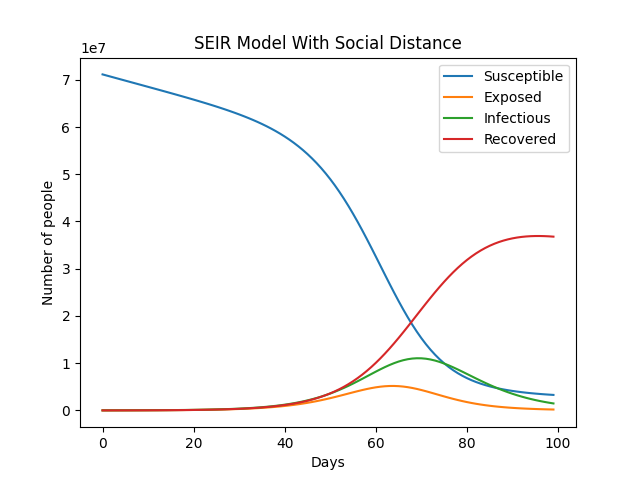 SEIR Model With Social Distance
1e7
Susceptible
Exposed
Infectious
Recovered
7
6
5
4
3
2
1
0
Number of people
0 20 40 60 80 100
Days